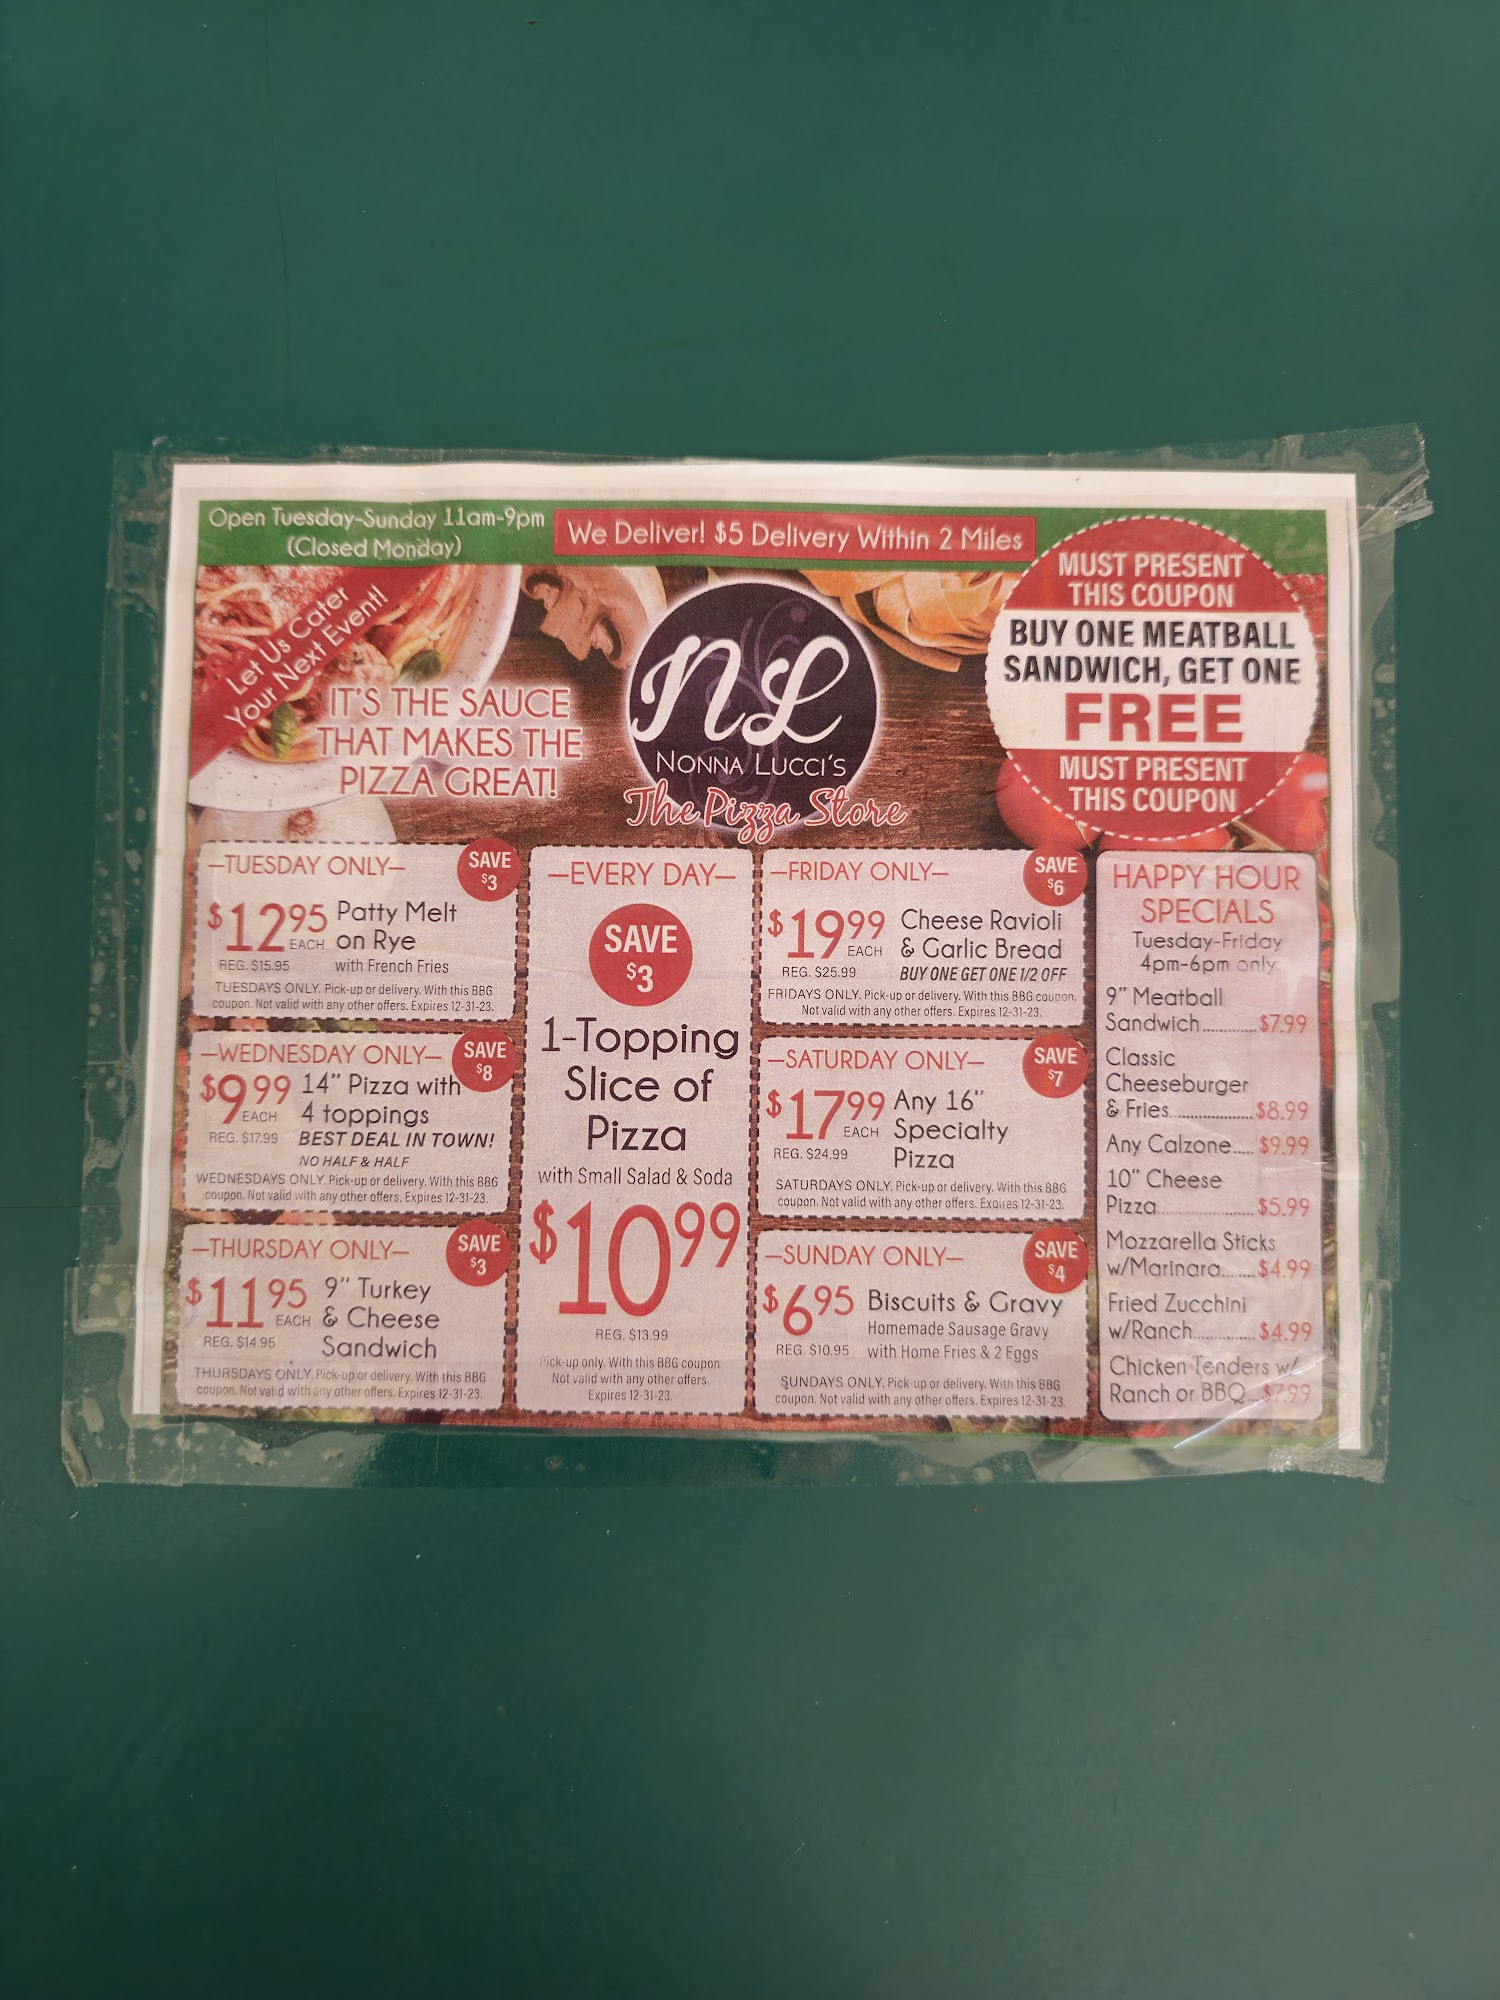 Open Tuesday-Sunday 11am-9pm
(Closed Monday)
We Deliver! $5 Delivery Within 2 Miles
MUST PRESENT
THIS COUPON
BUY ONE MEATBALL
SANDWICH, GET ONE
FREE
MUST PRESENT
THIS COUPON
Let Us Cater
Your Next Event!
IT'S THE SAUCE
THAT MAKES THE
PIZZA GREAT!
NL
NONNA LUCCI'S
The Pizza Store
-TUESDAY ONLY-
SAVE
$3
$12.95 EACH
Patty Melt
on Rye
with French Fries
REG. $15.95
TUESDAYS ONLY. Pick-up or delivery. With this BBG
coupon. Not valid with any other offers. Expires 12-31-23.
-WEDNESDAY ONLY-
SAVE
$8
$9.99 EACH
14" Pizza with
4 toppings
REG. $17.99
BEST DEAL IN TOWN!
NO HALF & HALF
WEDNESDAYS ONLY. Pick-up or delivery. With this BBG
coupon. Not valid with any other offers. Expires 12-31-23.
-THURSDAY ONLY-
SAVE
$3
$11.95 EACH
9" Turkey
& Cheese
Sandwich
REG. $14.95
THURSDAYS ONLY. Pick-up or delivery. With this BBG
coupon. Not valid with any other offers. Expires 12-31-23.
-EVERY DAY-
SAVE
$3
1-Topping
Slice of
Pizza
with Small Salad & Soda
$10.99
REG. $13.99
Pick-up only. With this BBG coupon.
Not valid with any other offers.
Expires 12-31-23.
-FRIDAY ONLY-
SAVE
$6
$19.99 EACH
Cheese Ravioli
& Garlic Bread
REG. $25.99
BUY ONE GET ONE 1/2 OFF
FRIDAYS ONLY. Pick-up or delivery. With this BBG coupon.
Not valid with any other offers. Expires 12-31-23.
-SATURDAY ONLY-
SAVE
$7
$17.99 EACH
Any 16"
Specialty
Pizza
REG. $24.99
SATURDAYS ONLY. Pick-up or delivery. With this BBG
coupon. Not valid with any other offers. Expires 12-31-23.
-SUNDAY ONLY-
SAVE
$4
$6.95
Biscuits & Gravy
Homemade Sausage Gravy
with Home Fries & 2 Eggs
REG. $10.95
SUNDAYS ONLY. Pick-up or delivery. With this BBG
coupon. Not valid with any other offers. Expires 12-31-23.
HAPPY HOUR
SPECIALS
Tuesday-Friday
4pm-6pm only
9" Meatball
Sandwich...........$7.99
Classic
Cheeseburger
& Fries...................$8.99
Any Calzone.....$9.99
10" Cheese
Pizza.....................$5.99
Mozzarella Sticks
w/Marinara.......$4.99
Fried Zucchini
w/Ranch..............$4.99
Chicken Tenders w/
Ranch or BBQ...$7.99